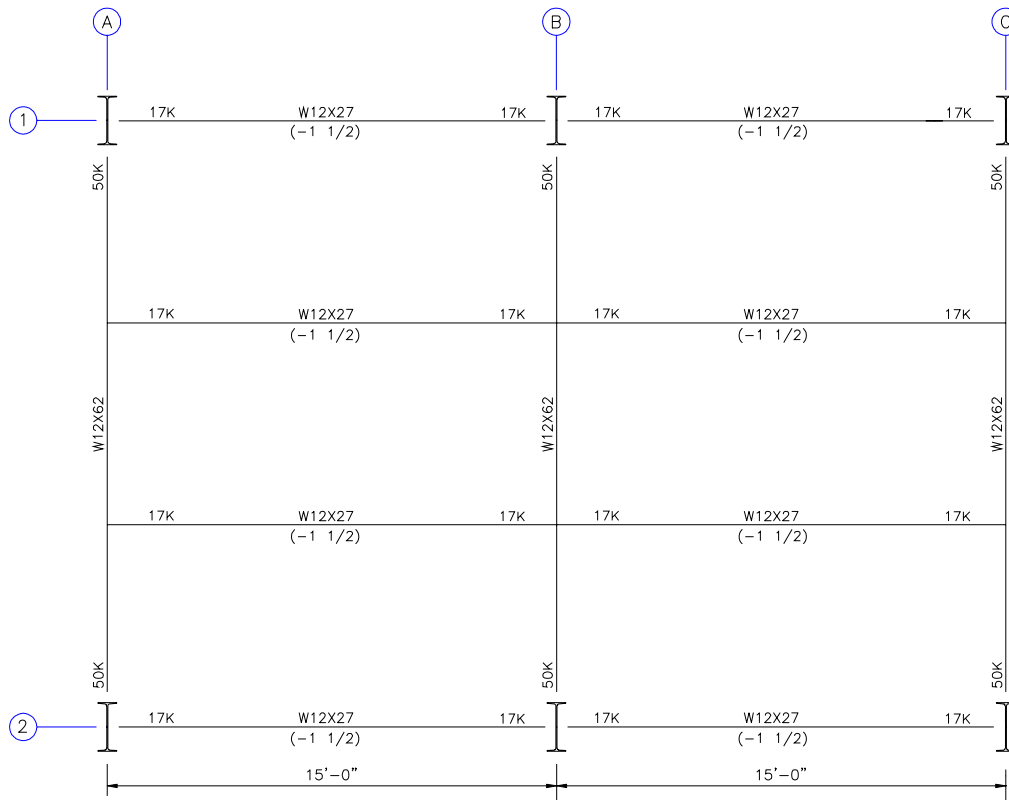 A B C
1 17K W12X27 17K 17K W12X27 17K
(-1 1/2) (-1 1/2)
50K 50K 50K
17K W12X27 17K 17K W12X27 17K
(-1 1/2) (-1 1/2)
W12X62 W12X62 W12X62
17K W12X27 17K 17K W12X27 17K
(-1 1/2) (-1 1/2)
50K 50K 50K
2 17K W12X27 17K 17K W12X27 17K
(-1 1/2) (-1 1/2)
15'-0" 15'-0"